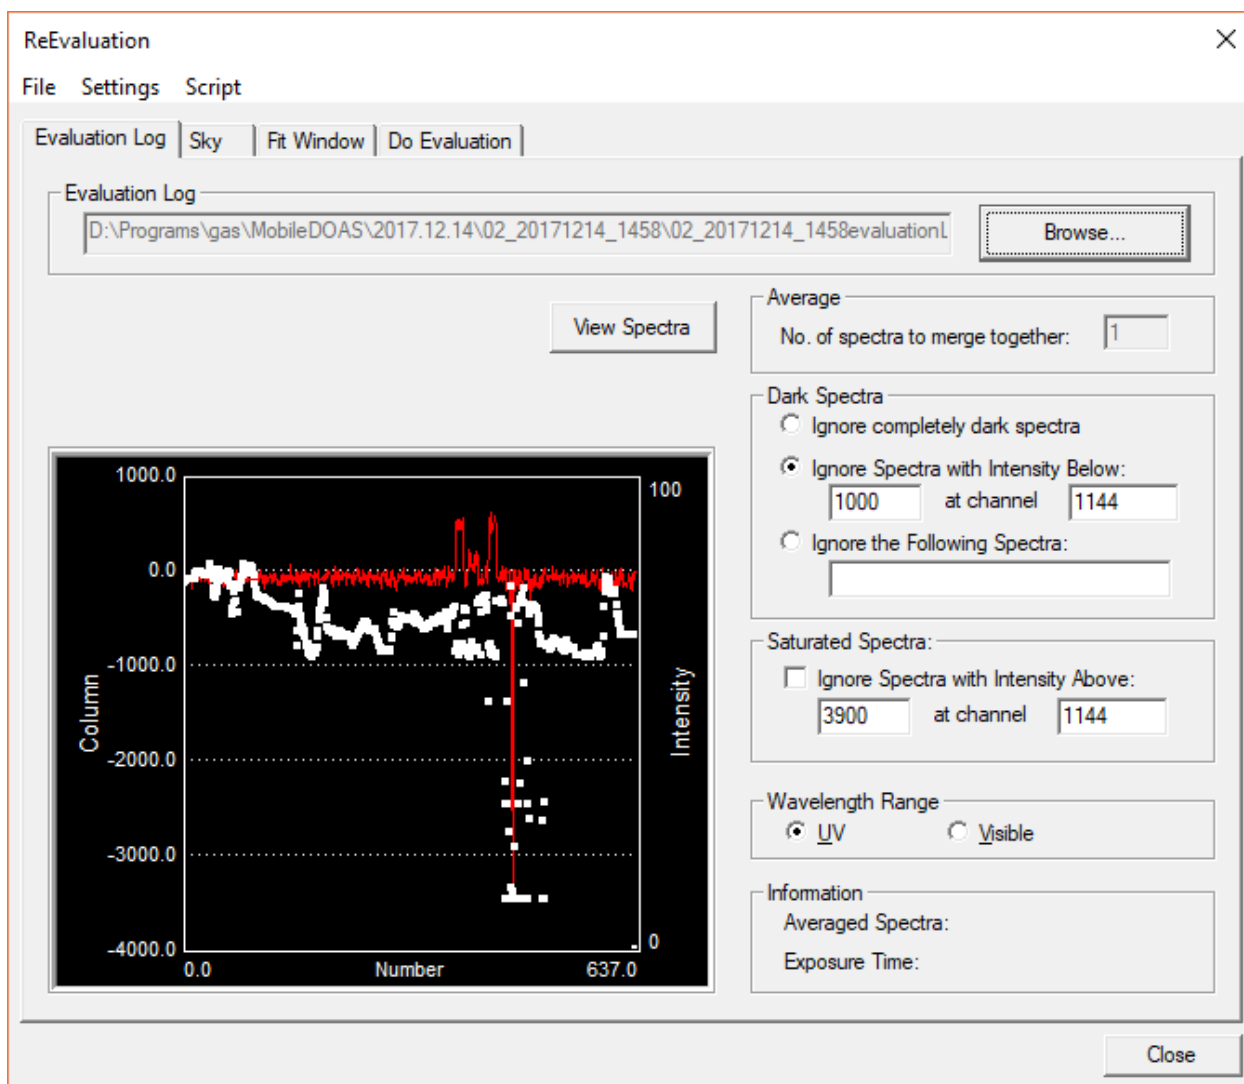 ReEvaluation
File Settings Script
Evaluation Log Sky Fit Window Do Evaluation
Evaluation Log
D:\Programs\gas\MobileDOAS\2017.12.14\02_20171214_1458\02_20171214_1458evaluationL
Browse...
View Spectra
Average
No. of spectra to merge together: 1
Dark Spectra
Ignore completely dark spectra
Ignore Spectra with Intensity Below:
1000 at channel 1144
Ignore the Following Spectra:
Saturated Spectra:
Ignore Spectra with Intensity Above:
3900 at channel 1144
Wavelength Range
UV Visible
Information
Averaged Spectra:
Exposure Time:
1000.0
0.0
-1000.0
-2000.0
-3000.0
-4000.0
Column
0.0 Number 637.0
100
Intensity
0
Close